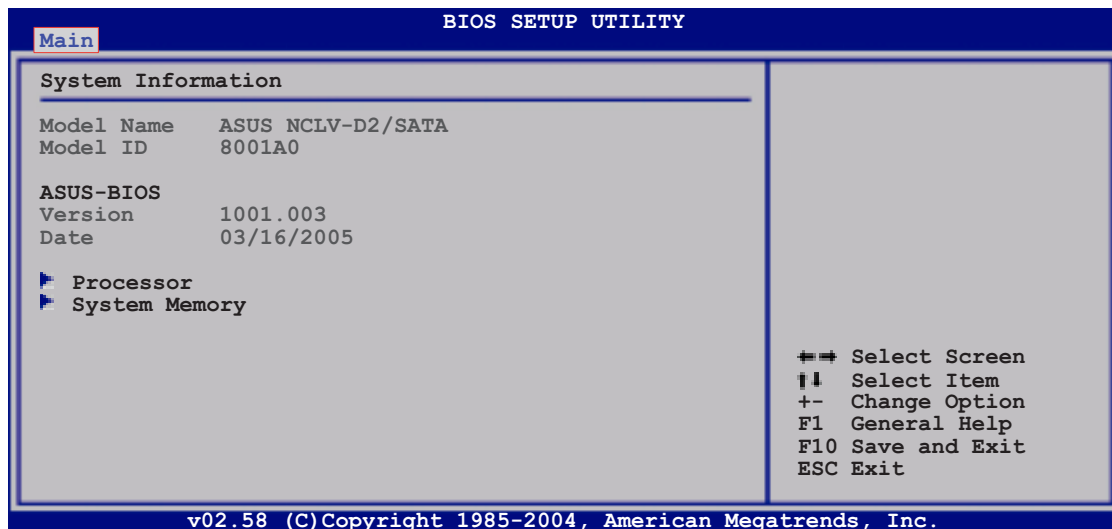 BIOS SETUP UTILITY
Main
System Information
Model Name ASUS NCLV-D2/SATA
Model ID 8001A0
ASUS-BIOS
Version 1001.003
Date 03/16/2005
Processor
System Memory
Select Screen
Select Item
+- Change Option
F1 General Help
F10 Save and Exit
ESC Exit
v02.58 (C)Copyright 1985-2004, American Megatrends, Inc.